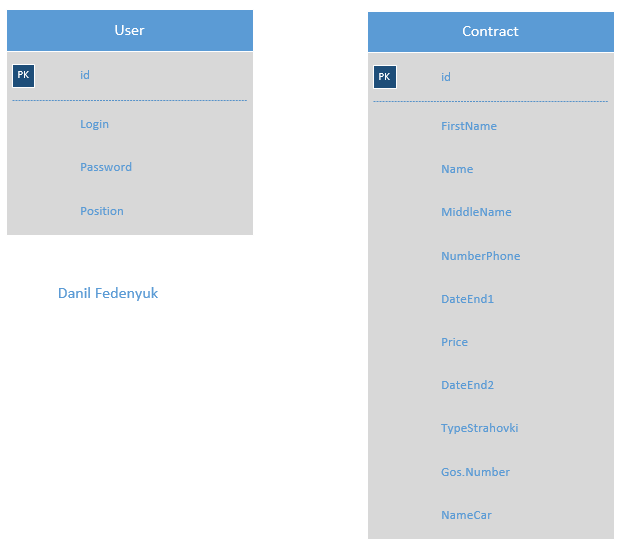 User
PK id
Login
Password
Position
Danil Fedenyuk
Contract
PK id
FirstName
Name
MiddleName
NumberPhone
DateEnd1
Price
DateEnd2
TypeStrahovki
Gos.Number
NameCar